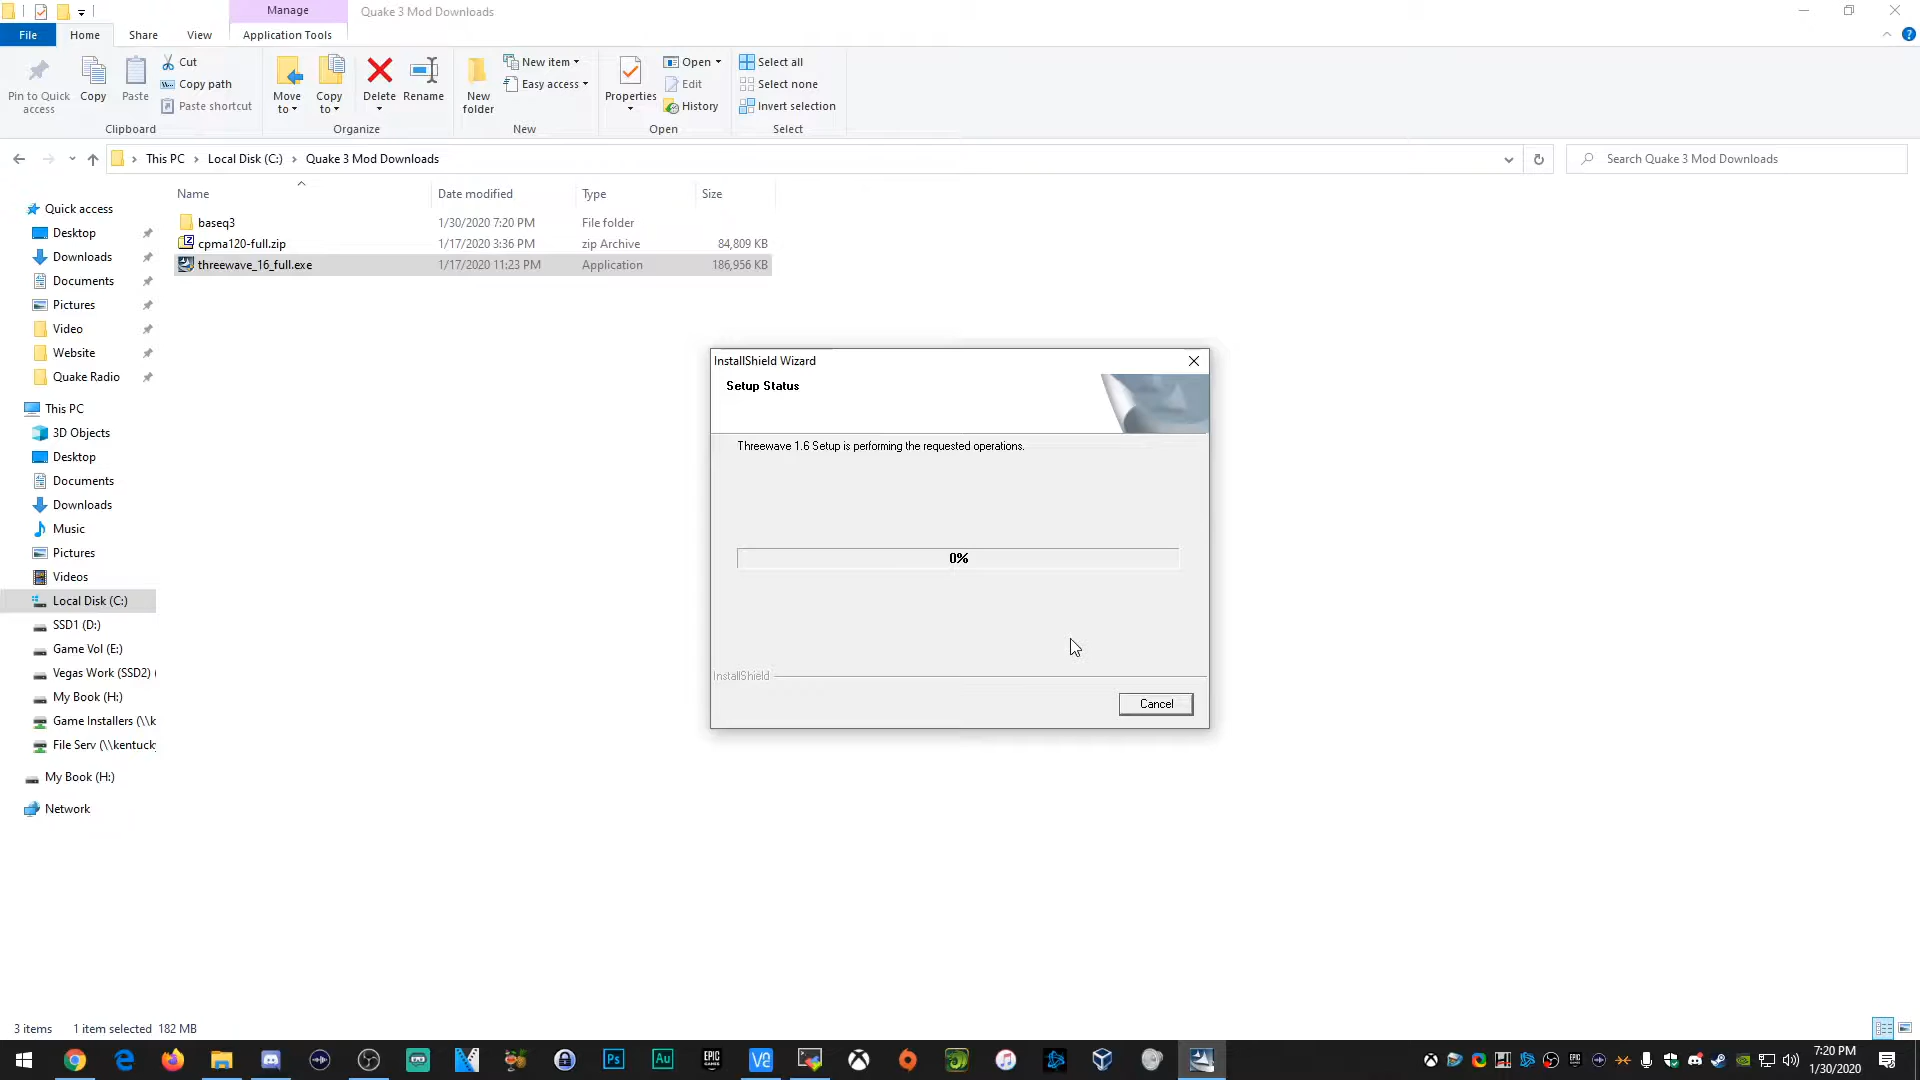 Manage
Quake 3 Mod Downloads
File
Home
Share
View
Application Tools
Pin to Quick access
Copy
Paste
Cut
Copy path
Paste shortcut
Clipboard
Move to
Copy to
Delete
Rename
Organize
New folder
New item
Easy access
New
Properties
Open
Edit
History
Open
Select all
Select none
Invert selection
Select
This PC
Local Disk (C:)
Quake 3 Mod Downloads
Search Quake 3 Mod Downloads
Name
Date modified
Type
Size
baseq3
1/30/2020 7:20 PM
File folder
cpma120-full.zip
1/17/2020 3:36 PM
zip Archive
84,809 KB
threewave_16_full.exe
1/17/2020 11:23 PM
Application
186,956 KB
Quick access
Desktop
Downloads
Documents
Pictures
Video
Website
Quake Radio
This PC
3D Objects
Desktop
Documents
Downloads
Music
Pictures
Videos
Local Disk (C:)
SSD1 (D:)
Game Vol (E:)
Vegas Work (SSD2) (
My Book (H:)
Game Installers (\\k
File Serv (\\kentuck
My Book (H:)
Network
InstallShield Wizard
Setup Status
Threewave 1.6 Setup is performing the requested operations.
0%
InstallShield
Cancel
3 items
1 item selected 182 MB
Ps
Au
EPIC
GAMES
7:20 PM
1/30/2020